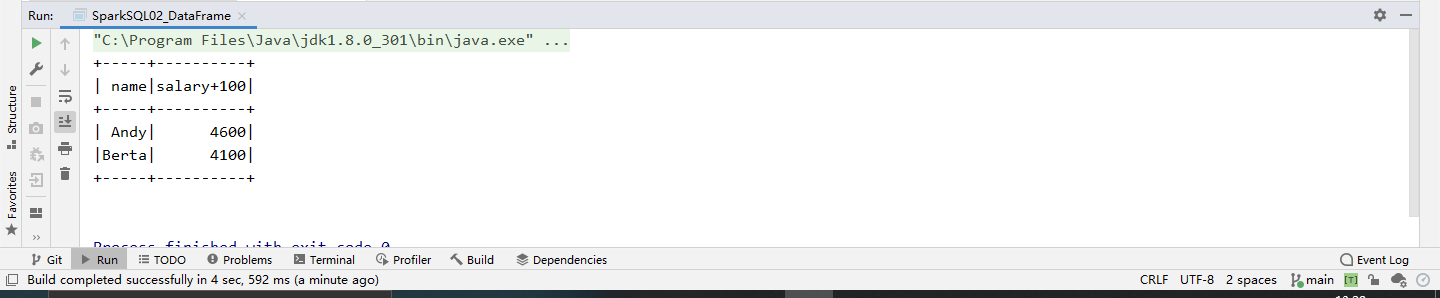 Run: SparkSQL02_DataFrame
"C:\Program Files\Java\jdk1.8.0_301\bin\java.exe" ...
+-----+----------+
| name|salary+100|
+-----+----------+
| Andy|      4600|
|Berta|      4100|
+-----+----------+
Process finished with exit code 0
Structure
Favorites
Git Run TODO Problems Terminal Profiler Build Dependencies Event Log
Build completed successfully in 4 sec, 592 ms (a minute ago) CRLF UTF-8 2 spaces main [T]